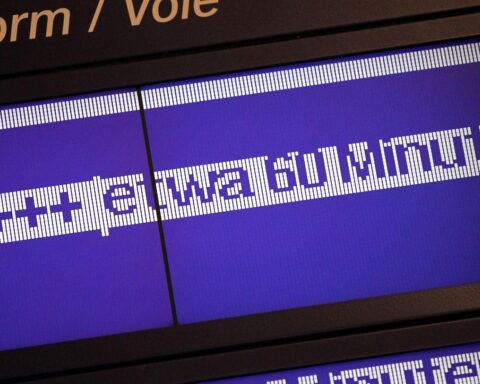 orm / Voie
++ etwa 60 Minu